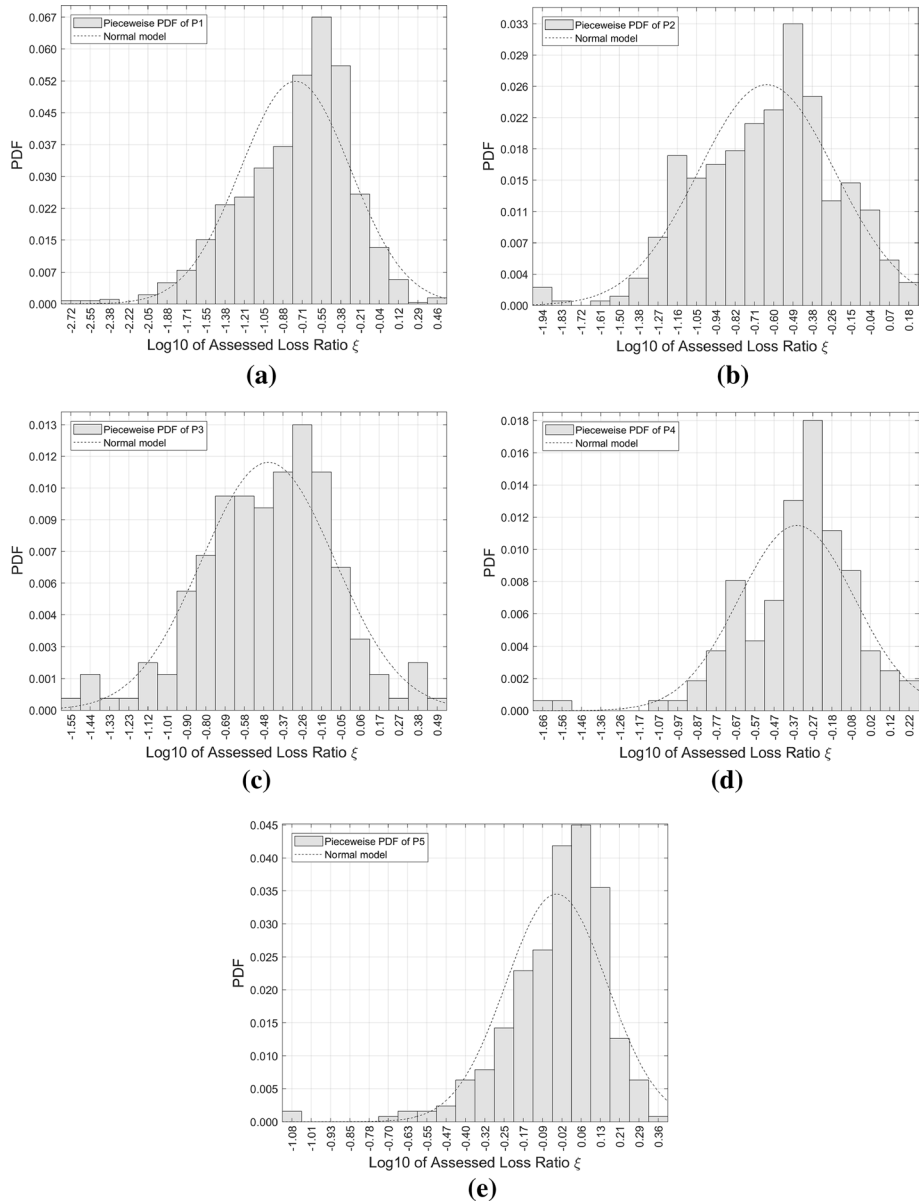 Pieceweise PDF of P1
Normal model
PDF
0.067
0.060
0.052
0.045
0.037
0.030
0.022
0.015
0.007
0.000
-2.72 -2.55 -2.38 -2.22 -2.05 -1.88 -1.71 -1.55 -1.38 -1.21 -1.05 -0.88 -0.71 -0.55 -0.38 -0.21 -0.04 0.12 0.29 0.46
Log10 of Assessed Loss Ratio ξ
(a)
Pieceweise PDF of P2
Normal model
PDF
0.033
0.029
0.026
0.022
0.018
0.015
0.011
0.007
0.004
0.000
-1.94 -1.83 -1.72 -1.61 -1.50 -1.38 -1.27 -1.16 -1.05 -0.94 -0.82 -0.71 -0.60 -0.49 -0.38 -0.26 -0.15 -0.04 0.07 0.18
Log10 of Assessed Loss Ratio ξ
(b)
Pieceweise PDF of P3
Normal model
PDF
0.013
0.012
0.010
0.009
0.007
0.006
0.004
0.003
0.001
0.000
-1.55 -1.44 -1.33 -1.23 -1.12 -1.01 -0.90 -0.80 -0.69 -0.58 -0.48 -0.37 -0.26 -0.16 -0.05 0.06 0.17 0.27 0.38 0.49
Log10 of Assessed Loss Ratio ξ
(c)
Pieceweise PDF of P4
Normal model
PDF
0.018
0.016
0.014
0.012
0.010
0.008
0.006
0.004
0.002
0.000
-1.66 -1.56 -1.46 -1.36 -1.26 -1.17 -1.07 -0.97 -0.87 -0.77 -0.67 -0.57 -0.47 -0.37 -0.27 -0.18 -0.08 0.02 0.12 0.22
Log10 of Assessed Loss Ratio ξ
(d)
Pieceweise PDF of P5
Normal model
PDF
0.045
0.040
0.035
0.030
0.025
0.020
0.015
0.010
0.005
0.000
-1.08 -1.01 -0.93 -0.85 -0.78 -0.70 -0.63 -0.55 -0.47 -0.40 -0.32 -0.25 -0.17 -0.09 -0.02 0.06 0.13 0.21 0.29 0.36
Log10 of Assessed Loss Ratio ξ
(e)